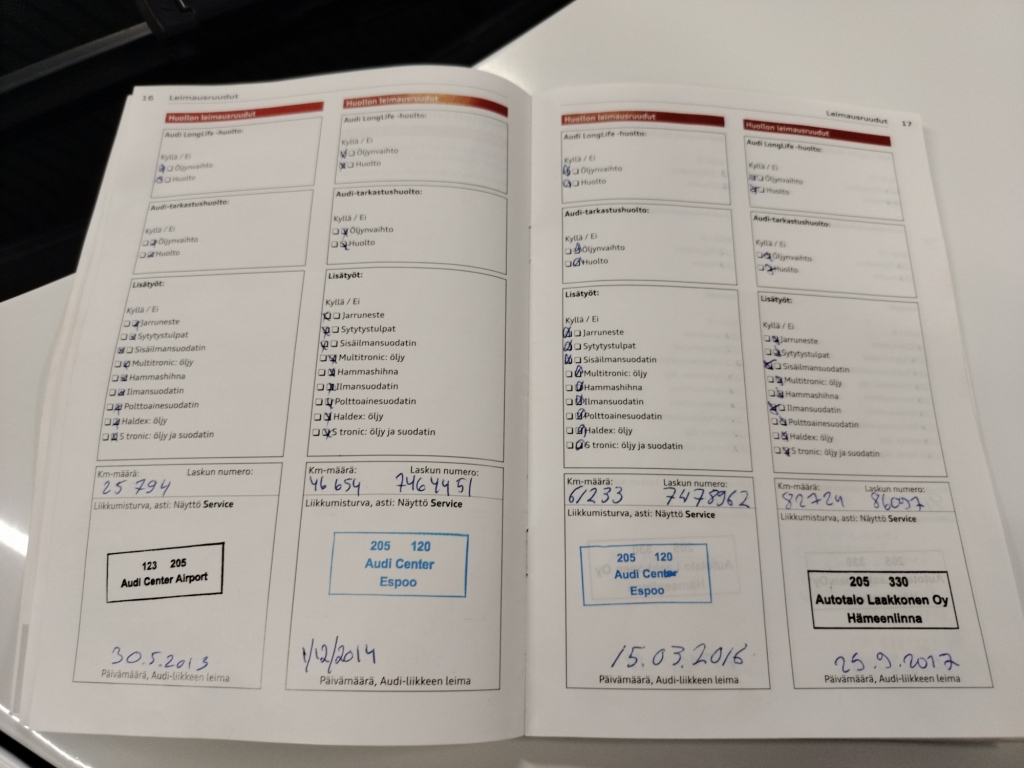 16 Leimausruudut
Huollon leimausruudut
Audi LongLife -huolto:
Kyllä / Ei
Öljynvaihto
Huolto
Audi-tarkastushuolto:
Kyllä / Ei
Öljynvaihto
Huolto
Lisätyöt:
Kyllä / Ei
Jarruneste
Sytytystulpat
Sisäilmansuodatin
Multitronic: öljy
Hammashihna
Ilmansuodatin
Polttoainesuodatin
Haldex: öljy
S tronic: öljy ja suodatin
Km-määrä: Laskun numero:
25 794
Liikkumisturva, asti: Näyttö Service
123 205
Audi Center Airport
30.5.2013
Päivämäärä, Audi-liikkeen leima
Huollon leimausruudut
Audi LongLife -huolto:
Kyllä / Ei
Öljynvaihto
Huolto
Audi-tarkastushuolto:
Kyllä / Ei
Öljynvaihto
Huolto
Lisätyöt:
Kyllä / Ei
Jarruneste
Sytytystulpat
Sisäilmansuodatin
Multitronic: öljy
Hammashihna
Ilmansuodatin
Polttoainesuodatin
Haldex: öljy
S tronic: öljy ja suodatin
Km-määrä: Laskun numero:
46 654 7464451
Liikkumisturva, asti: Näyttö Service
205 120
Audi Center
Espoo
1/12/2014
Päivämäärä, Audi-liikkeen leima
Leimausruudut 17
Huollon leimausruudut
Audi LongLife -huolto:
Kyllä / Ei
Öljynvaihto
Huolto
Audi-tarkastushuolto:
Kyllä / Ei
Öljynvaihto
Huolto
Lisätyöt:
Kyllä / Ei
Jarruneste
Sytytystulpat
Sisäilmansuodatin
Multitronic: öljy
Hammashihna
Ilmansuodatin
Polttoainesuodatin
Haldex: öljy
S tronic: öljy ja suodatin
Km-määrä: Laskun numero:
61233 7478962
Liikkumisturva, asti: Näyttö Service
205 120
Audi Center
Espoo
15.03.2016
Päivämäärä, Audi-liikkeen leima
Huollon leimausruudut
Audi LongLife -huolto:
Kyllä / Ei
Öljynvaihto
Huolto
Audi-tarkastushuolto:
Kyllä / Ei
Öljynvaihto
Huolto
Lisätyöt:
Kyllä / Ei
Jarruneste
Sytytystulpat
Sisäilmansuodatin
Multitronic: öljy
Hammashihna
Ilmansuodatin
Polttoainesuodatin
Haldex: öljy
S tronic: öljy ja suodatin
Km-määrä: Laskun numero:
82724 86097
Liikkumisturva, asti: Näyttö Service
205 330
Autotalo Laakkonen Oy
Hämeenlinna
25.9.2017
Päivämäärä, Audi-liikkeen leima